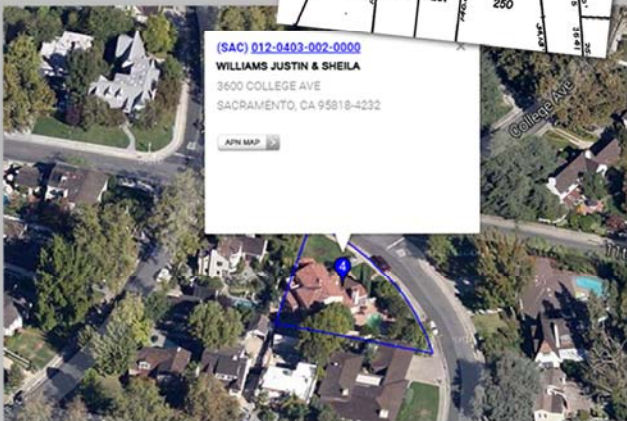 250
(SAC) 012-0403-002-0000
WILLIAMS JUSTIN & SHEILA
3600 COLLEGE AVE
SACRAMENTO, CA 95818-4232
APN MAP
College Ave
4